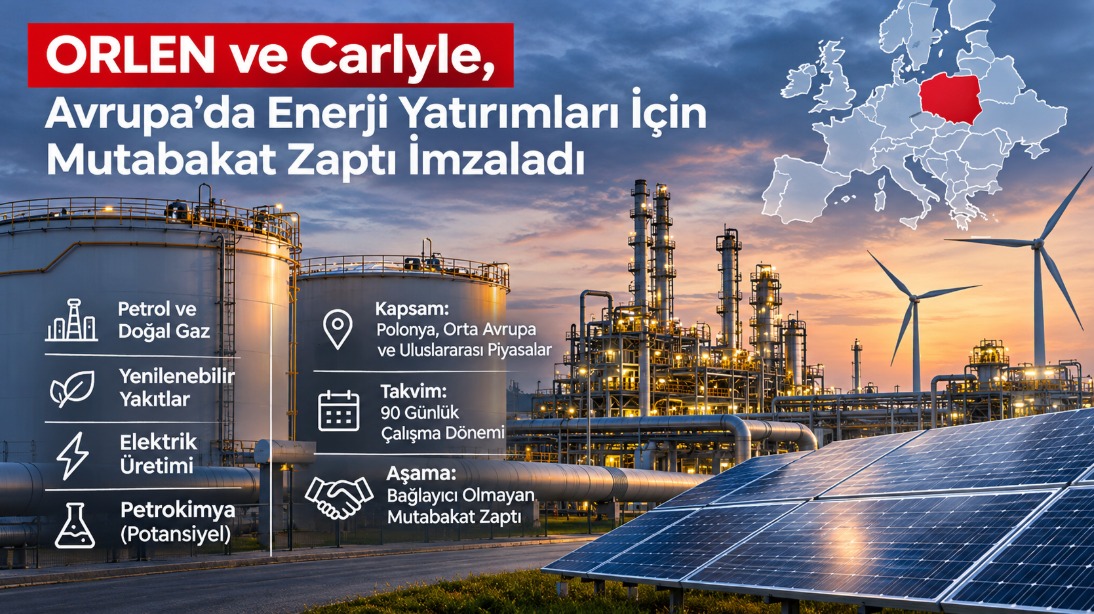 ORLEN ve Carlyle,
Avrupa'da Enerji Yatırımları İçin
Mutabakat Zaptı İmzaladı
Petrol ve
Doğal Gaz
Yenilenebilir
Yakıtlar
Elektrik
Üretimi
Petrokimya
(Potansiyel)
Kapsam:
Polonya, Orta Avrupa
ve Uluslararası Piyasalar
Takvim:
90 Günlük
Çalışma Dönemi
Aşama:
Bağlayıcı Olmayan
Mutabakat Zaptı